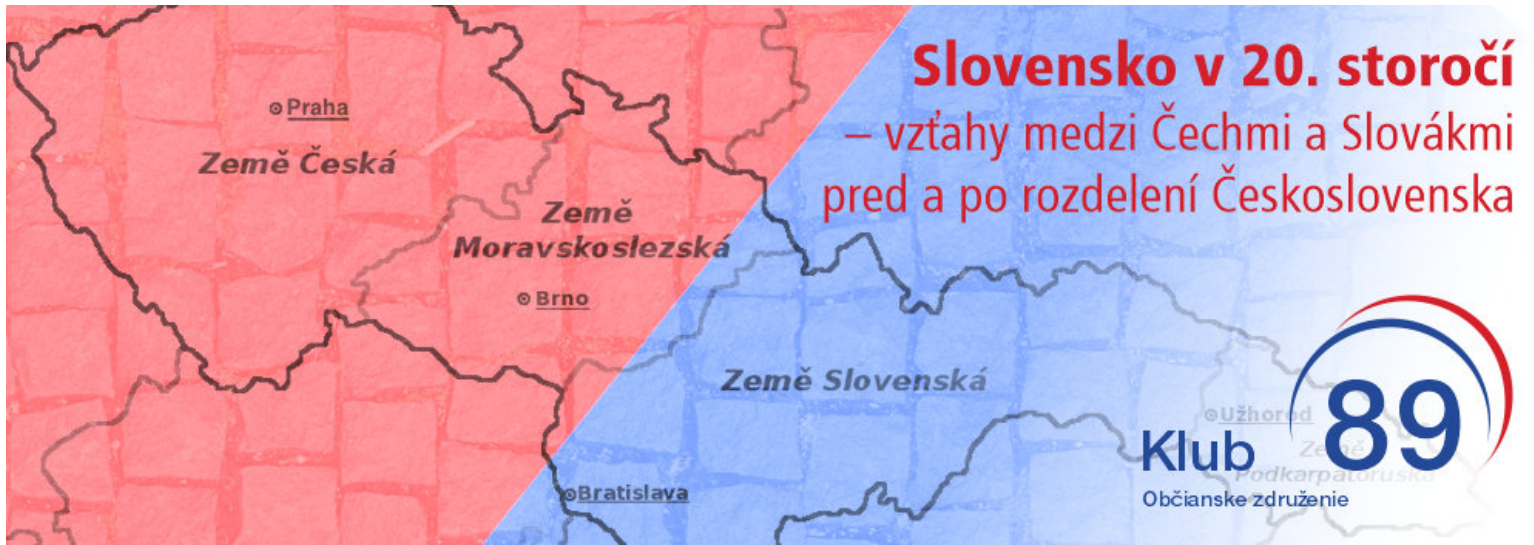 Slovensko v 20. storočí
– vzťahy medzi Čechmi a Slovákmi
pred a po rozdelení Československa
Praha
Země Česká
Země
Moravskoslezská
Brno
Země Slovenská
Bratislava
Užhorod
Země
Podkarpatoruská
Klub 89
Občianske združenie